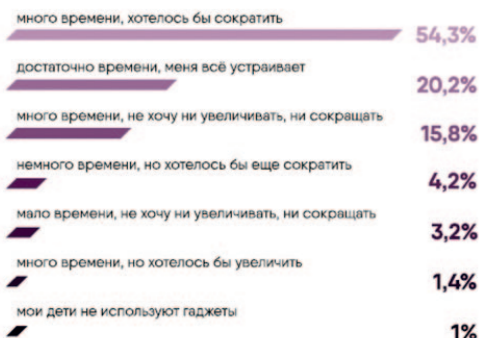 много времени, хотелось бы сократить
54,3%
достаточно времени, меня всё устраивает
20,2%
много времени, не хочу ни увеличивать, ни сокращать
15,8%
немного времени, но хотелось бы еще сократить
4,2%
мало времени, не хочу ни увеличивать, ни сокращать
3,2%
много времени, но хотелось бы увеличить
1,4%
мои дети не используют гаджеты
1%